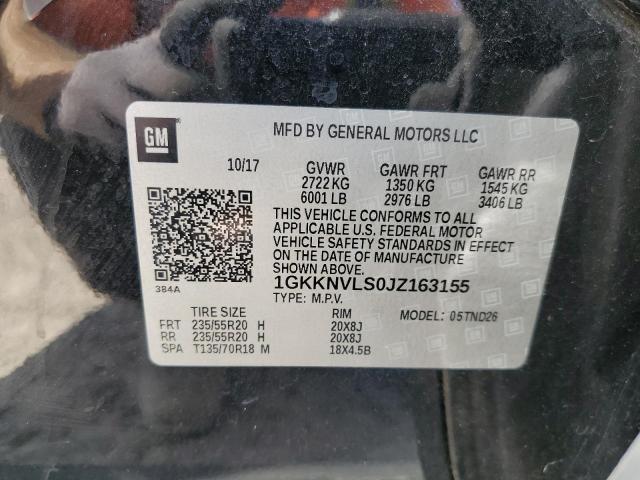 GM
MFD BY GENERAL MOTORS LLC
10/17 GVWR GAWR FRT GAWR RR
2722 KG 1350 KG 1545 KG
6001 LB 2976 LB 3406 LB
THIS VEHICLE CONFORMS TO ALL
APPLICABLE U.S. FEDERAL MOTOR
VEHICLE SAFETY STANDARDS IN EFFECT
ON THE DATE OF MANUFACTURE
SHOWN ABOVE.
384A
1GKKNVLS0JZ163155
TYPE: M.P.V.
TIRE SIZE RIM MODEL: 05TND26
FRT 235/55R20 H 20X8J
RR 235/55R20 H 20X8J
SPA T135/70R18 M 18X4.5B